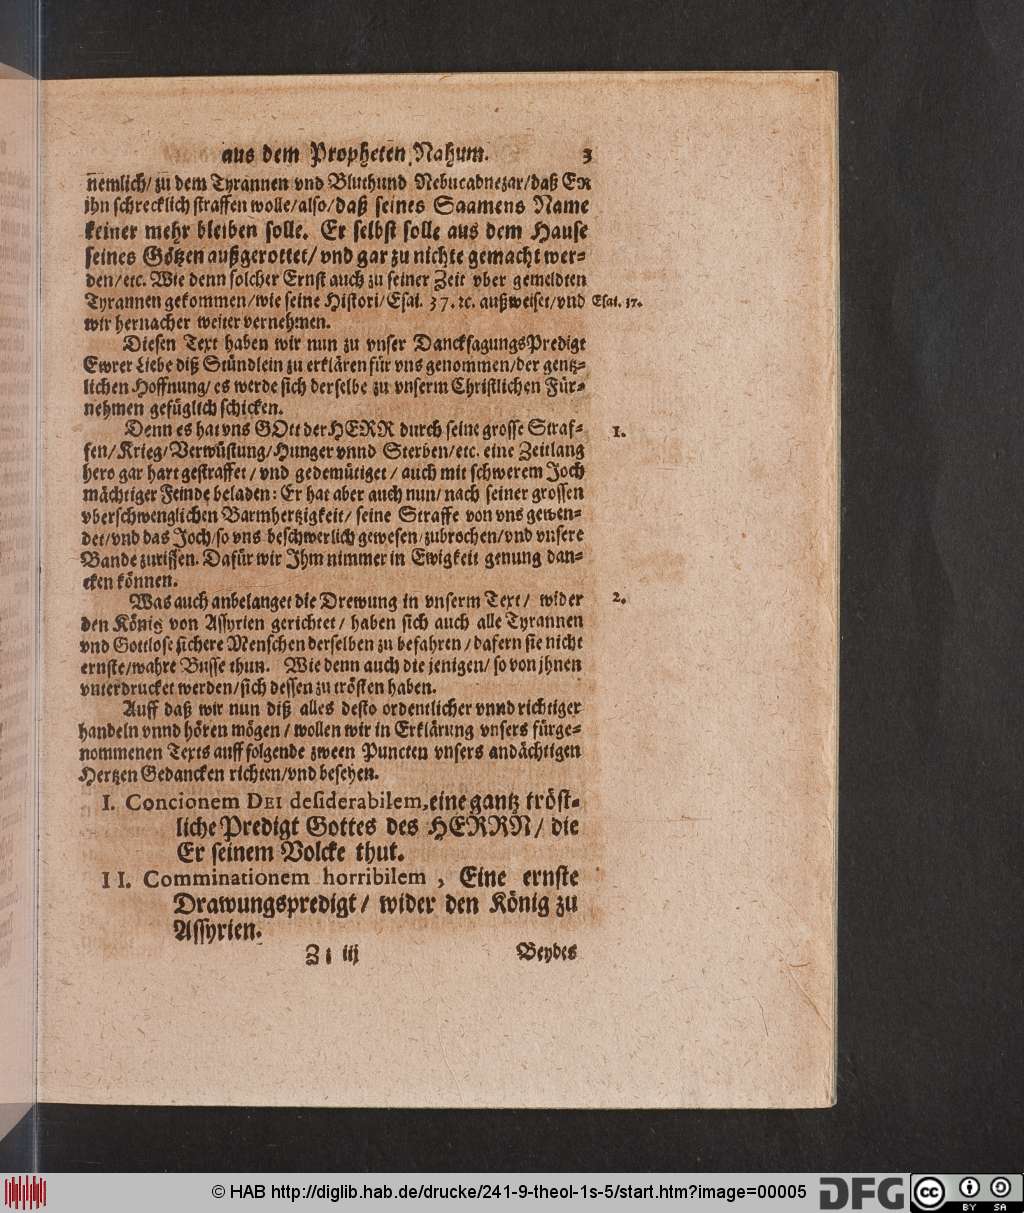 aus dem Propheten Nahum. 3
nemlich/ zu dem Tyrannen vnd Bluthund Nebucadnezar/ daß ER
jhn schrecklich straffen wolle/ also/ daß seines Saamens Name
keiner mehr bleiben solle. Er selbst solle aus dem Hause
seines Götzen außgerottet/ vnd gar zu nichte gemacht wer-
den/ etc. Wie denn solcher Ernst auch zu seiner Zeit vber gemeldten
Tyrannen gekommen/ wie seine Histori/ Esai. 37. ꝛc. außweiset/ vnd
Esai. 37.
wir hernacher weiter vernehmen.
Diesen Text haben wir nun zu vnser DancksagungsPredigt
Ewrer Liebe diß Stündlein zu erklären für vns genommen/ der gentz-
lichen Hoffnung/ es werde sich derselbe zu vnserm Christlichen Für-
nehmen gefüglich schicken.
Denn es hat vns GOtt der HERR durch seine grosse Straf-
1.
fen/ Krieg/ Verwüstung/ Hunger vnnd Sterben/ etc. eine Zeitlang
hero gar hart gestraffet/ vnd gedemütiget/ auch mit schwerem Joch
mächtiger Feinde beladen: Er hat aber auch nun/ nach seiner grossen
vberschwenglichen Barmhertzigkeit/ seine Straffe von vns gewen-
det/ vnd das Joch/ so vns beschwerlich gewesen/ zubrochen/ vnd vnsere
Bande zurissen. Dafür wir Ihm nimmer in Ewigkeit genung dan-
cken können.
Was auch anbelanget die Drewung in vnserm Text/ wider
2.
den König von Assyrien gerichtet/ haben sich auch alle Tyrannen
vnd Gottlose sichere Menschen derselben zu befahren/ dafern sie nicht
ernste/ wahre Busse thun. Wie denn auch die jenigen/ so von jhnen
vnterdrucket werden/ sich dessen zu trösten haben.
Auff daß wir nun diß alles desto ordentlicher vnnd richtiger
handeln vnnd hören mögen/ wollen wir in Erklärung vnsers fürge-
nommenen Texts auff folgende zween Puncten vnsers andächtigen
Hertzen Gedancken richten/ vnd besehen.
I. Concionem DEI desiderabilem, eine gantz tröst-
liche Predigt Gottes des HERRN/ die
Er seinem Volcke thut.
II. Comminationem horribilem, Eine ernste
Drawungspredigt/ wider den König zu
Assyrien.
Zz iij Beydes
© HAB http://diglib.hab.de/drucke/241-9-theol-1s-5/start.htm?image=00005
DFG cc BY SA